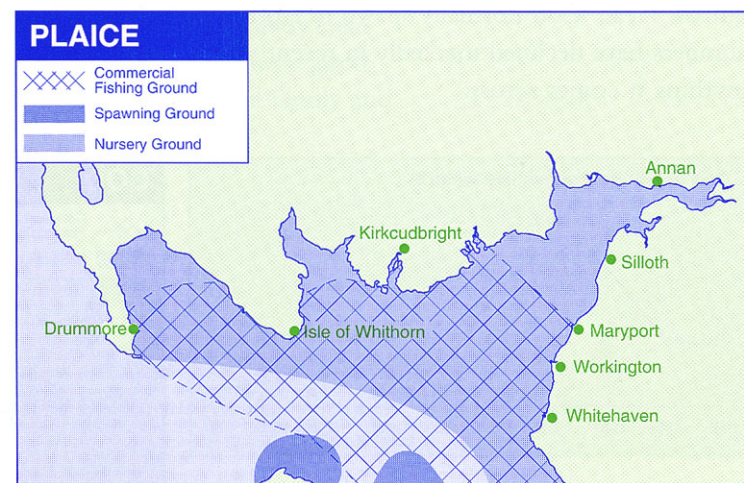 PLAICE
Commercial
Fishing Ground
Spawning Ground
Nursery Ground
Annan
Kirkcudbright
Silloth
Drummore
Isle of Whithorn
Maryport
Workington
Whitehaven